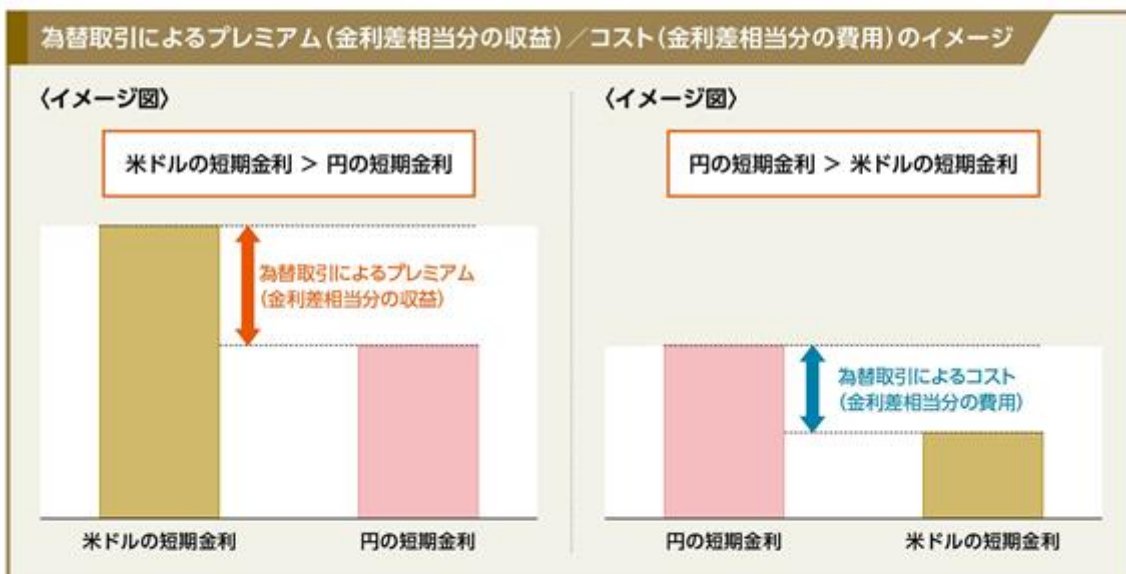 為替取引によるプレミアム(金利差相当分の収益)／コスト(金利差相当分の費用)のイメージ
〈イメージ図〉
米ドルの短期金利 > 円の短期金利
為替取引によるプレミアム
(金利差相当分の収益)
米ドルの短期金利
円の短期金利
〈イメージ図〉
円の短期金利 > 米ドルの短期金利
為替取引によるコスト
(金利差相当分の費用)
円の短期金利
米ドルの短期金利